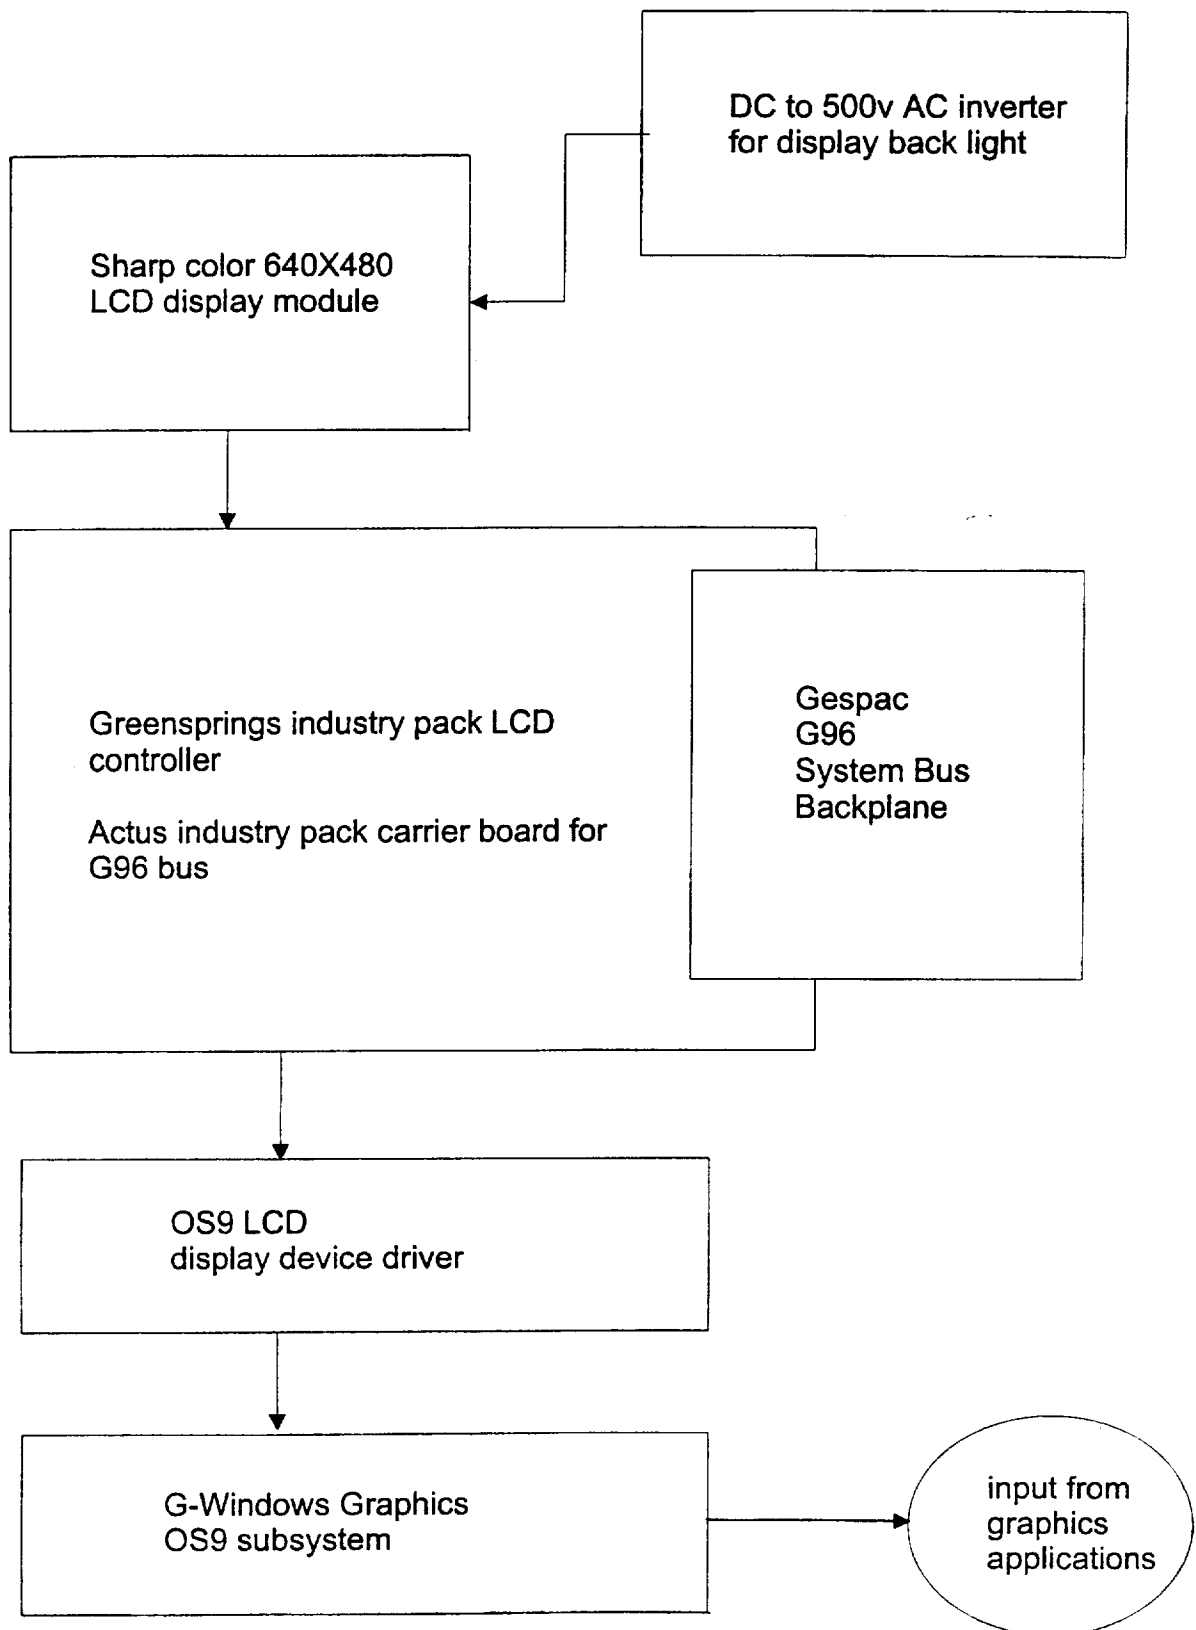 DC to 500v AC inverter
for display back light
Sharp color 640X480
LCD display module
Greensprings industry pack LCD
controller
Actus industry pack carrier board for
G96 bus
Gespac
G96
System Bus
Backplane
OS9 LCD
display device driver
G-Windows Graphics
OS9 subsystem
input from
graphics
applications